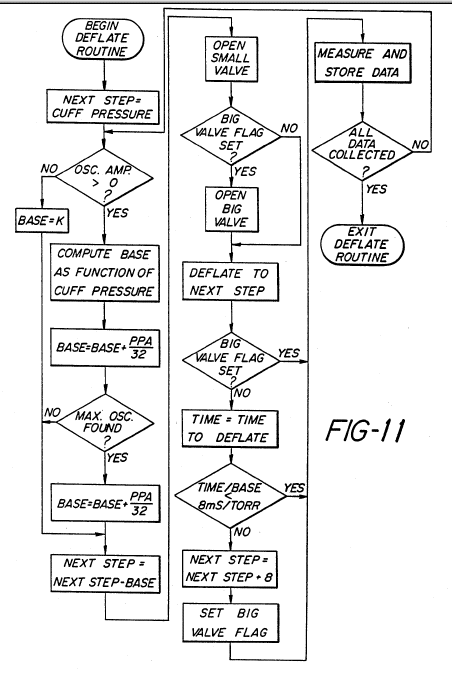 BEGIN
DEFLATE
ROUTINE
NEXT STEP=
CUFF PRESSURE
OSC. AMP.
> 0
?
NO
YES
BASE=K
COMPUTE BASE
AS FUNCTION OF
CUFF PRESSURE
BASE=BASE+PPA/32
MAX. OSC.
FOUND
?
NO
YES
BASE=BASE+PPA/32
NEXT STEP =
NEXT STEP-BASE
OPEN
SMALL
VALVE
BIG
VALVE FLAG
SET
?
NO
YES
OPEN
BIG
VALVE
DEFLATE TO
NEXT STEP
BIG
VALVE FLAG
SET
?
YES
NO
TIME = TIME
TO DEFLATE
TIME/BASE
<
8mS/TORR
YES
NO
NEXT STEP=
NEXT STEP + 8
SET BIG
VALVE FLAG
MEASURE AND
STORE DATA
ALL
DATA
COLLECTED
?
NO
YES
EXIT
DEFLATE
ROUTINE
FIG-11